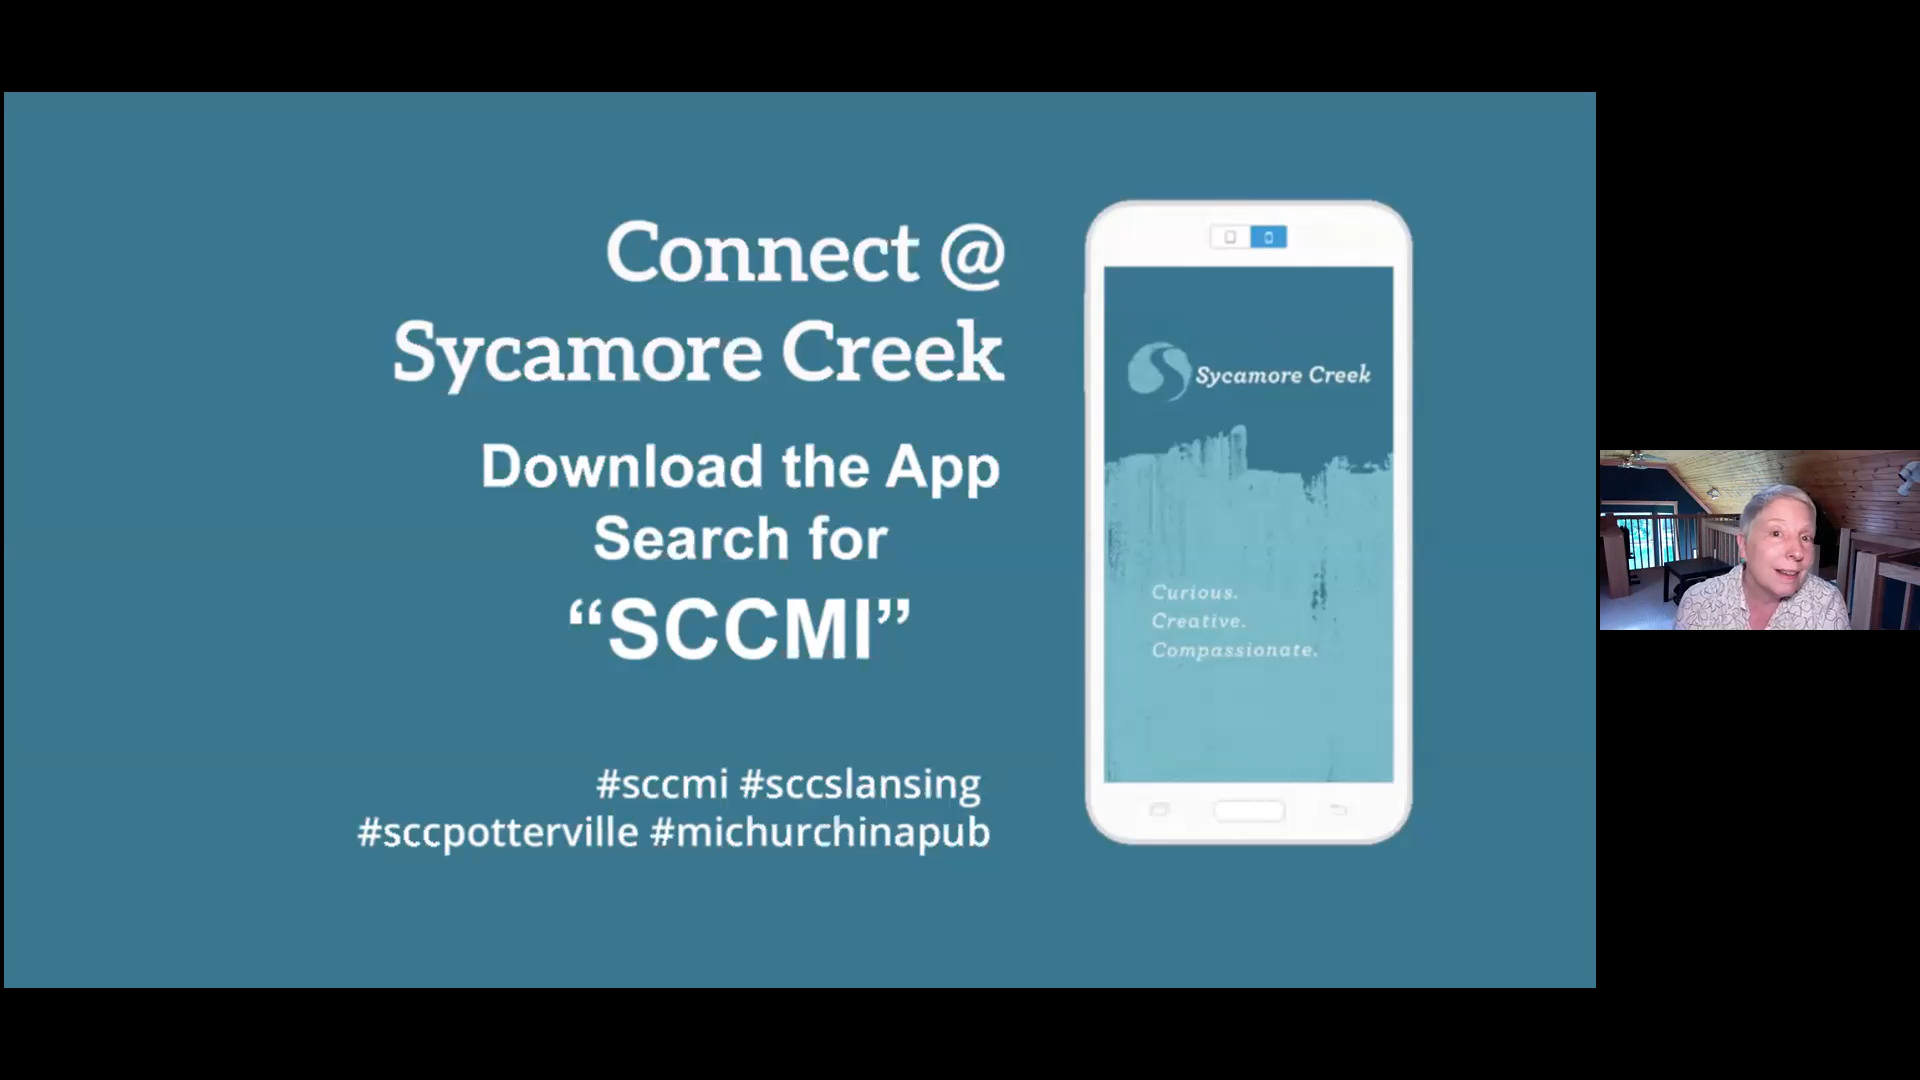 Connect @
Sycamore Creek
Download the App
Search for
“SCCMI”
#sccmi #sccslansing
#sccpotterville #michurchinapub
Sycamore Creek
Curious.
Creative.
Compassionate.